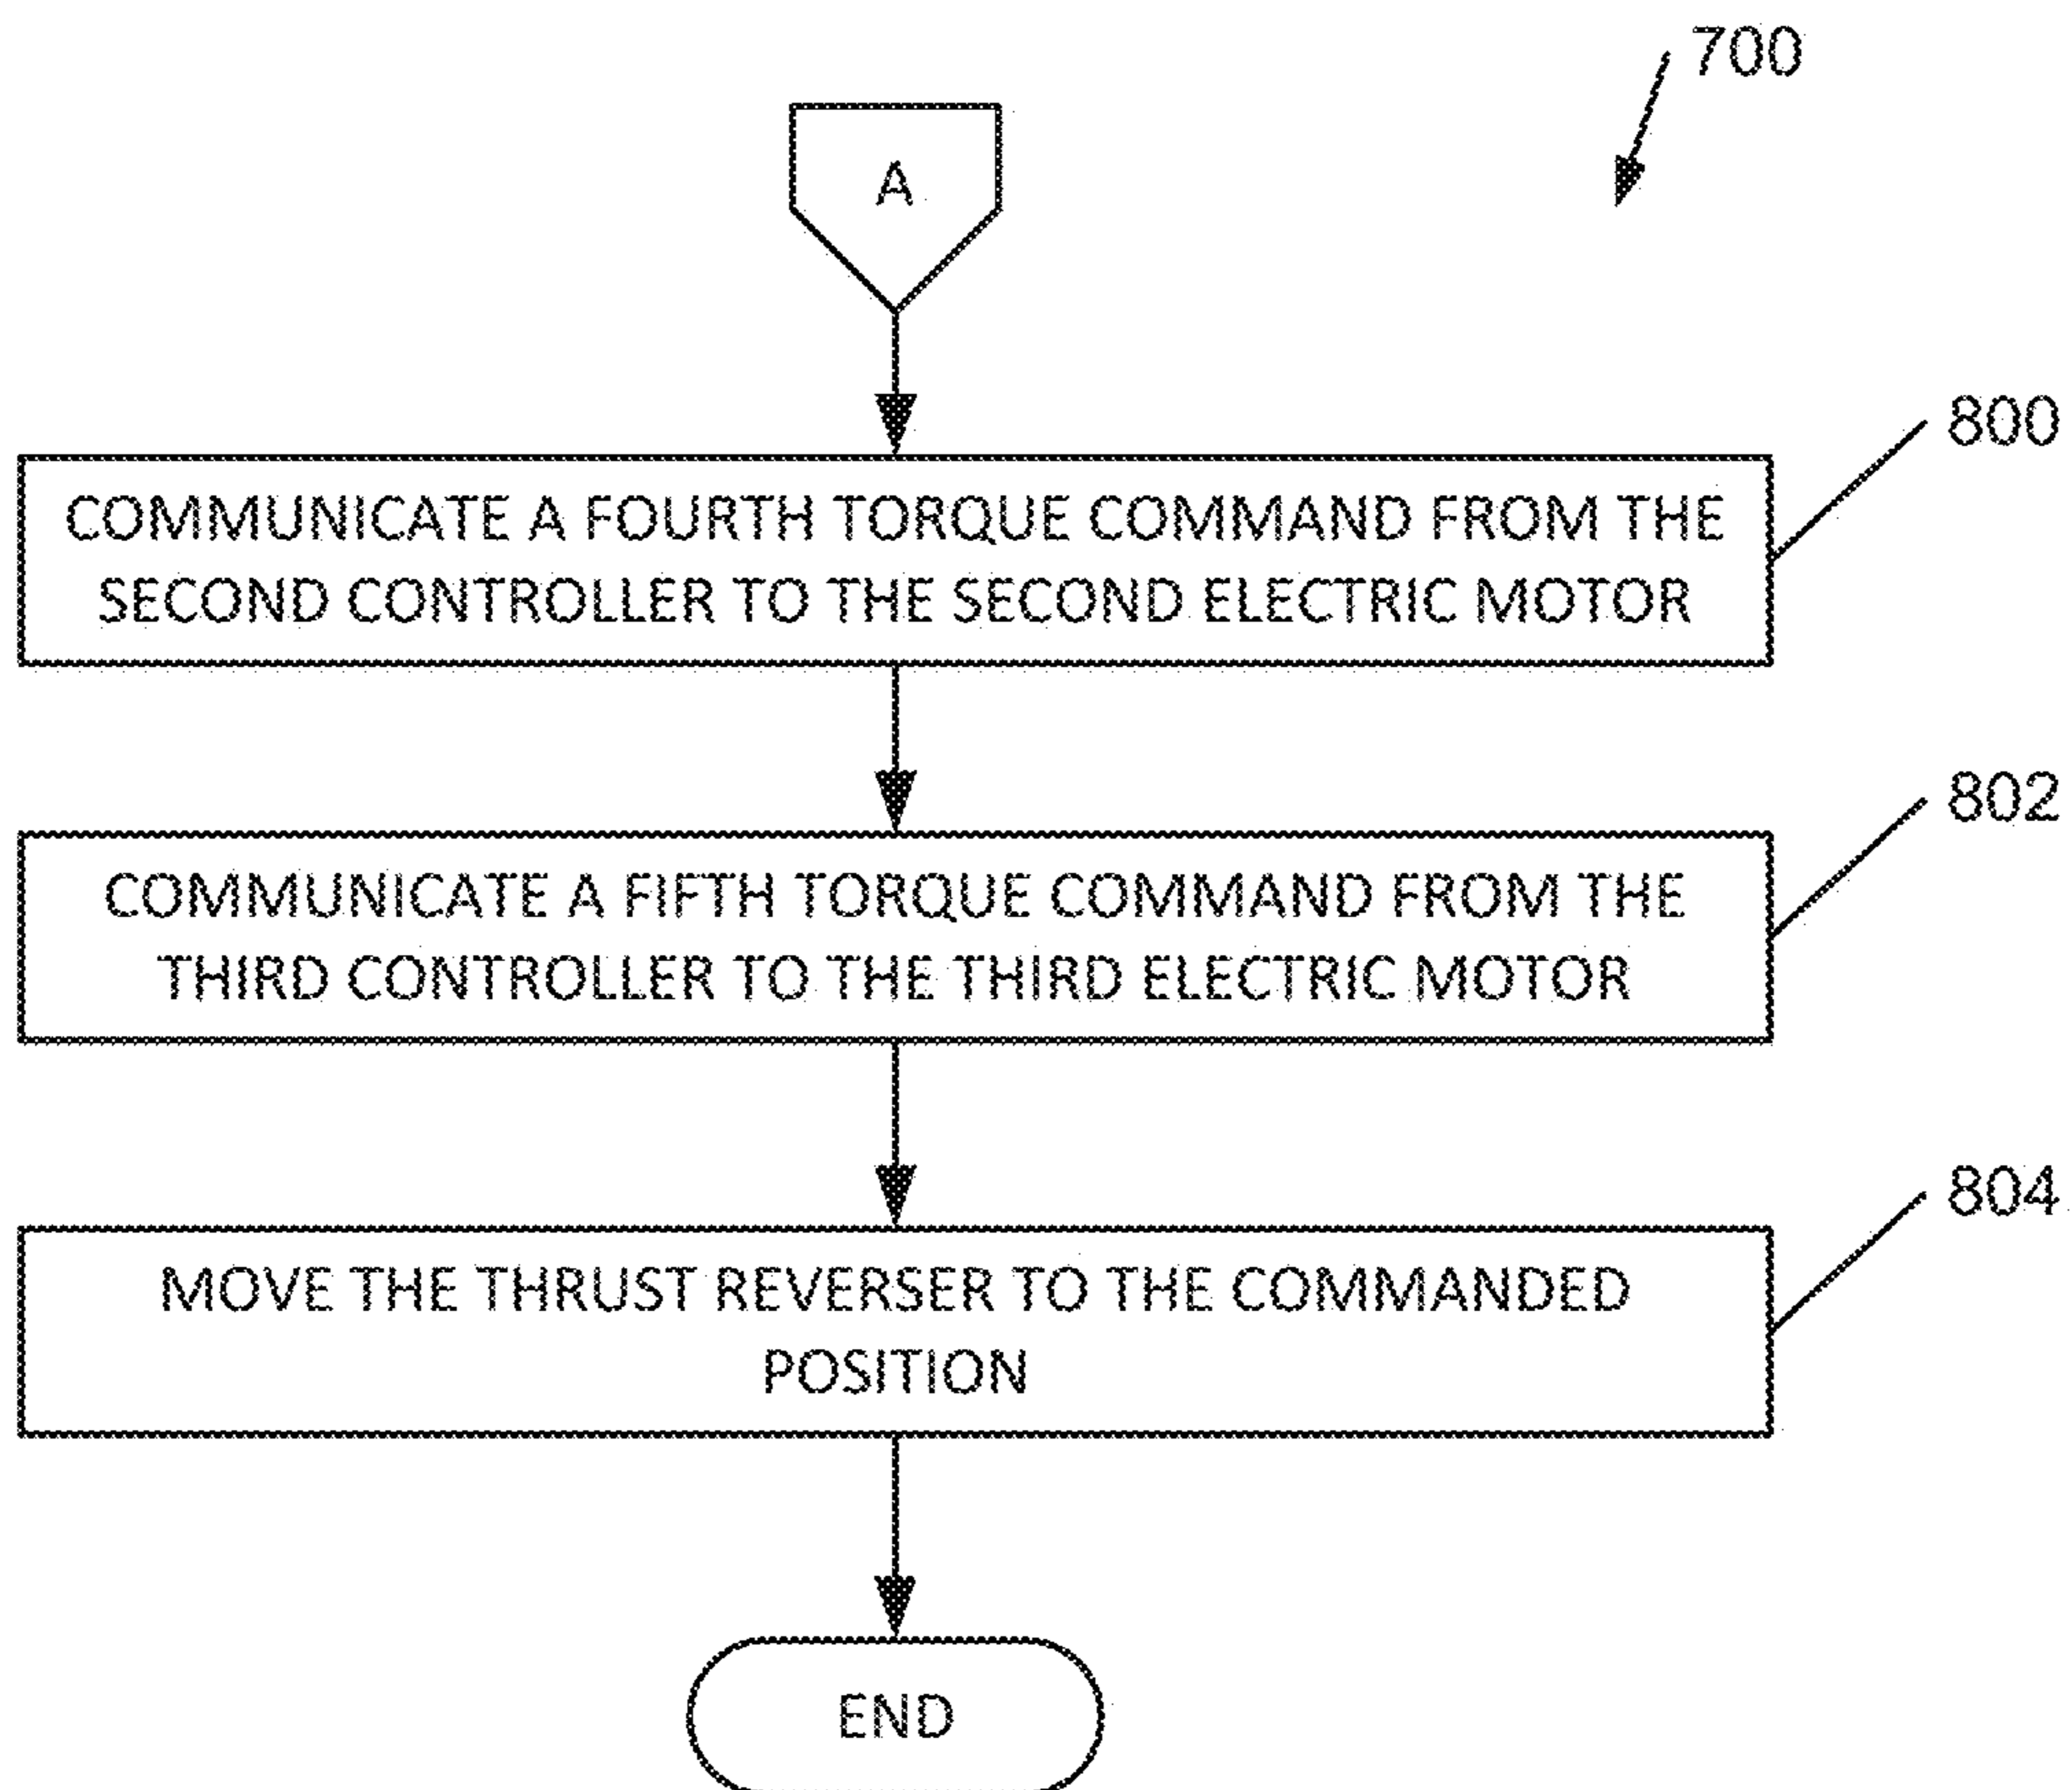 700
A
800
COMMUNICATE A FOURTH TORQUE COMMAND FROM THE
SECOND CONTROLLER TO THE SECOND ELECTRIC MOTOR
802
COMMUNICATE A FIFTH TORQUE COMMAND FROM THE
THIRD CONTROLLER TO THE THIRD ELECTRIC MOTOR
804
MOVE THE THRUST REVERSER TO THE COMMANDED
POSITION
END